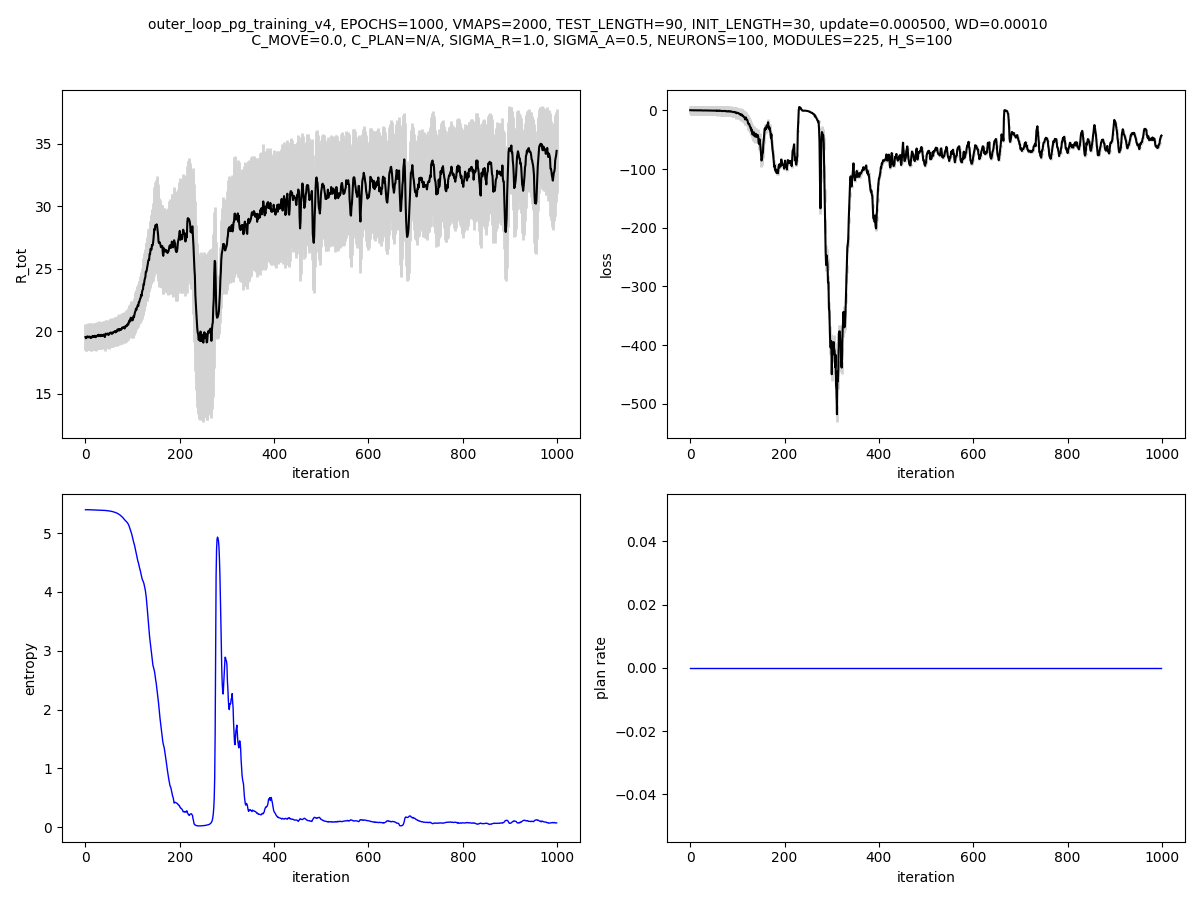 outer_loop_pg_training_v4, EPOCHS=1000, VMAPS=2000, TEST_LENGTH=90, INIT_LENGTH=30, update=0.000500, WD=0.00010
C_MOVE=0.0, C_PLAN=N/A, SIGMA_R=1.0, SIGMA_A=0.5, NEURONS=100, MODULES=225, H_S=100
R_tot
35
30
25
20
15
0 200 400 600 800 1000
iteration
loss
0
−100
−200
−300
−400
−500
0 200 400 600 800 1000
iteration
entropy
5
4
3
2
1
0
0 200 400 600 800 1000
iteration
plan rate
0.04
0.02
0.00
−0.02
−0.04
0 200 400 600 800 1000
iteration